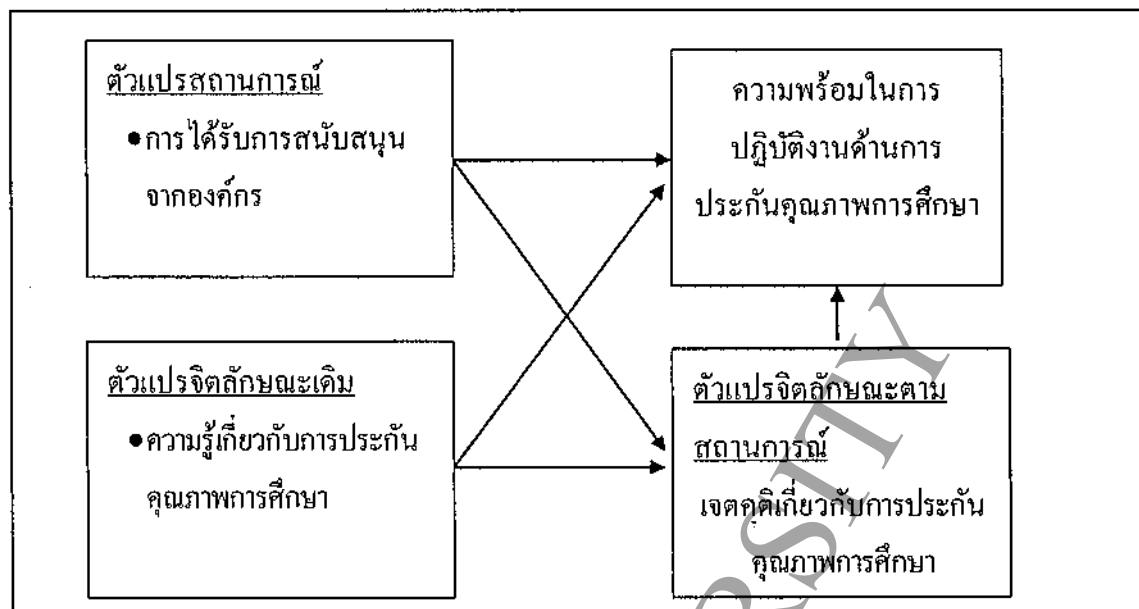 ตัวแปรสถานการณ์
●การได้รับการสนับสนุน
จากองค์กร
ความพร้อมในการ
ปฏิบัติงานด้านการ
ประกันคุณภาพการศึกษา
ตัวแปรจิตลักษณะเดิม
●ความรู้เกี่ยวกับการประกัน
คุณภาพการศึกษา
ตัวแปรจิตลักษณะตาม
สถานการณ์
เจตคติเกี่ยวกับการประกัน
คุณภาพการศึกษา
RSITY